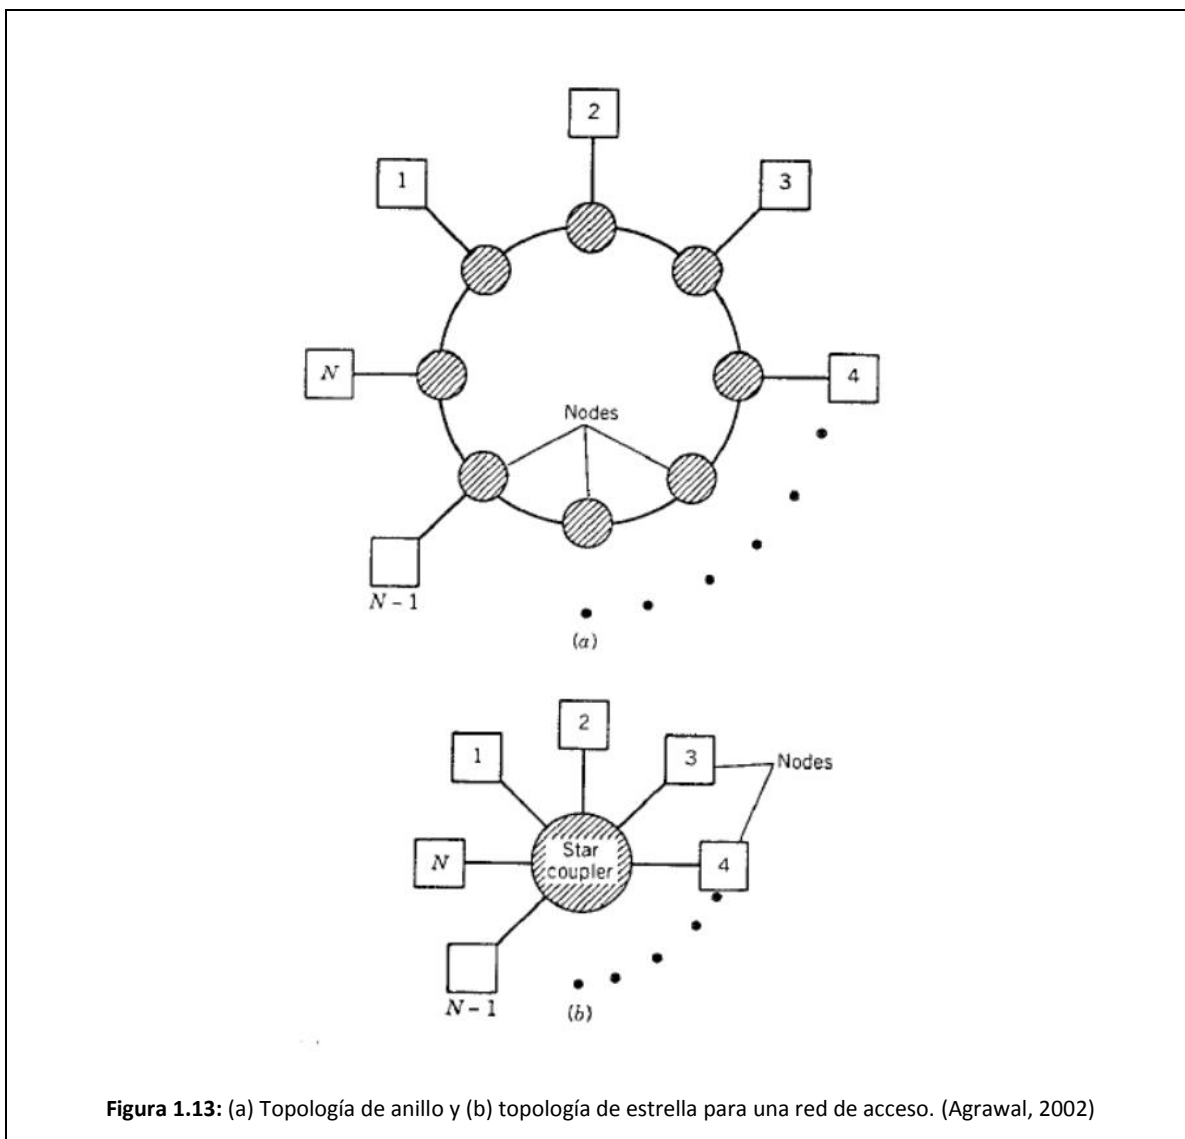 2
1
3
N
4
Nodes
N – 1
(a)
2
1
3
Nodes
N
Star
coupler
4
N – 1
(b)
Figura 1.13: (a) Topología de anillo y (b) topología de estrella para una red de acceso. (Agrawal, 2002)